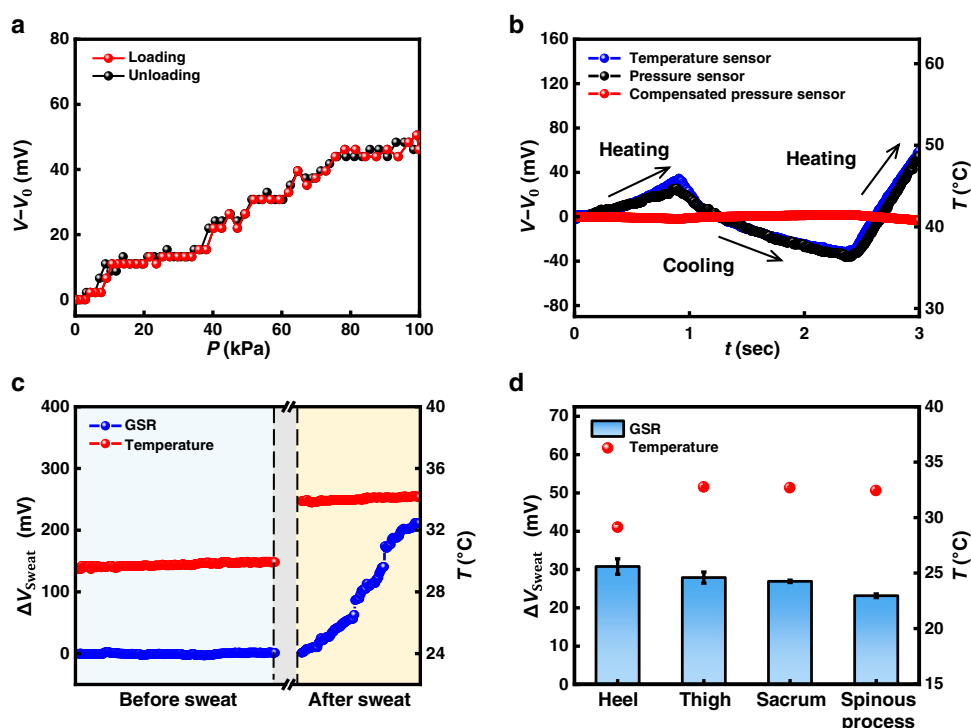 a
80
60
40
20
0
V−V0 (mV)
Loading
Unloading
0 20 40 60 80 100
P (kPa)
b
160
120
80
40
0
-40
-80
V−V0 (mV)
Temperature sensor
Pressure sensor
Compensated pressure sensor
Heating
Cooling
Heating
60
50
40
30
T (°C)
0 1 2 3
t (sec)
c
400
300
200
100
0
ΔVSweat (mV)
GSR
Temperature
40
36
32
28
24
T (°C)
Before sweat After sweat
d
70
60
50
40
30
20
10
0
ΔVSweat (mV)
GSR
Temperature
40
35
30
25
23
15
T (°C)
Heel Thigh Sacrum Spinous
process